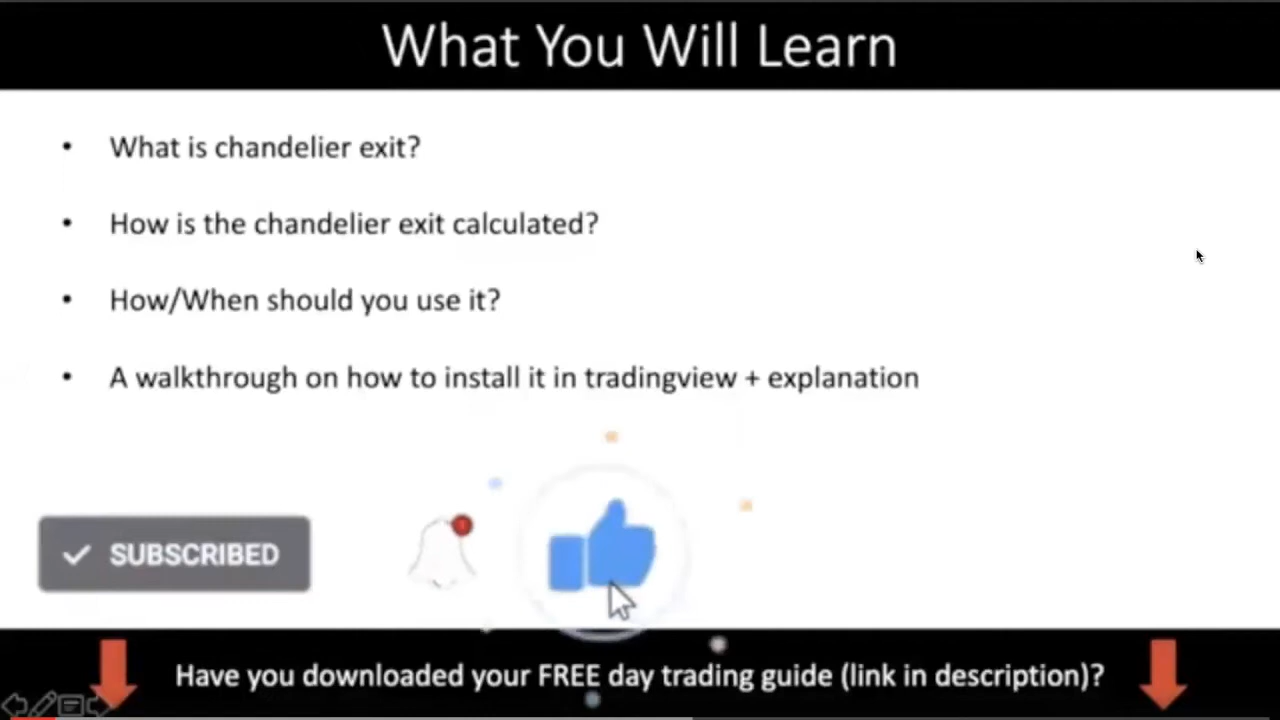 What You Will Learn
• What is chandelier exit?
• How is the chandelier exit calculated?
• How/When should you use it?
• A walkthrough on how to install it in tradingview + explanation
SUBSCRIBED
Have you downloaded your FREE day trading guide (link in description)?